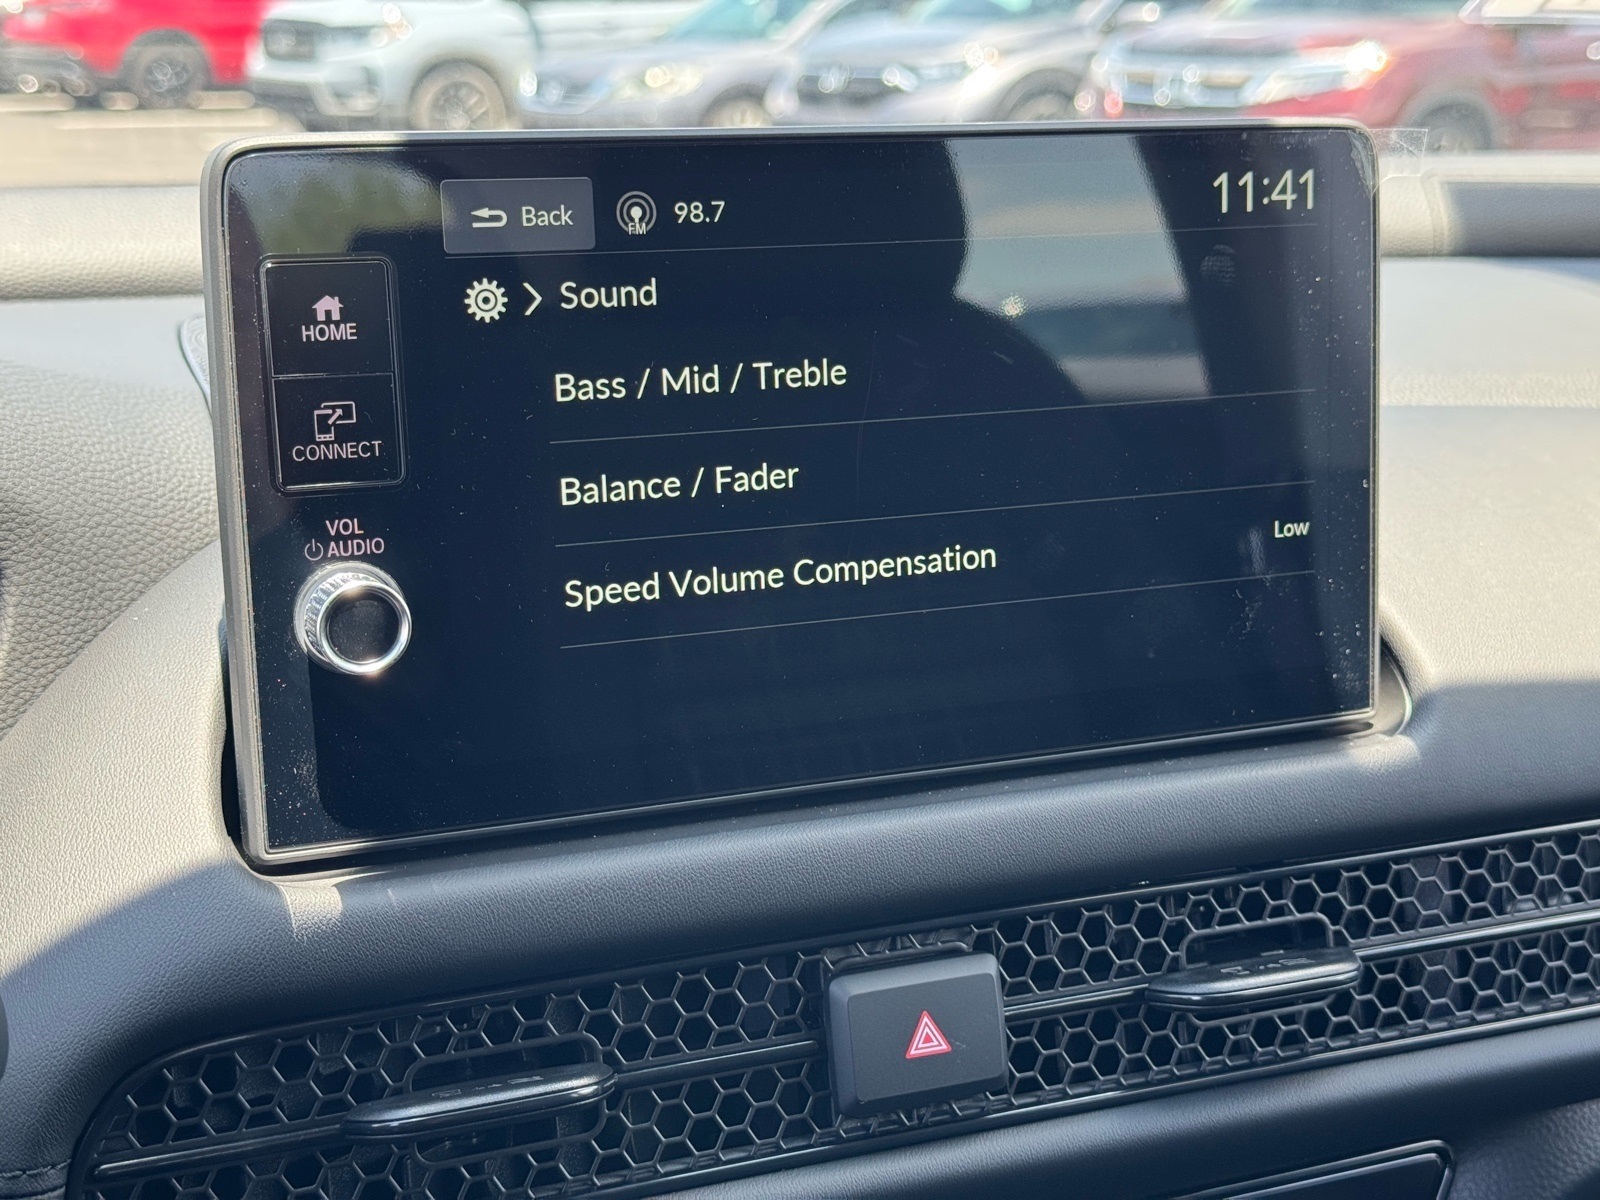 Back
FM
98.7
11:41
HOME
CONNECT
VOL
AUDIO
Sound
Bass / Mid / Treble
Balance / Fader
Speed Volume Compensation
Low